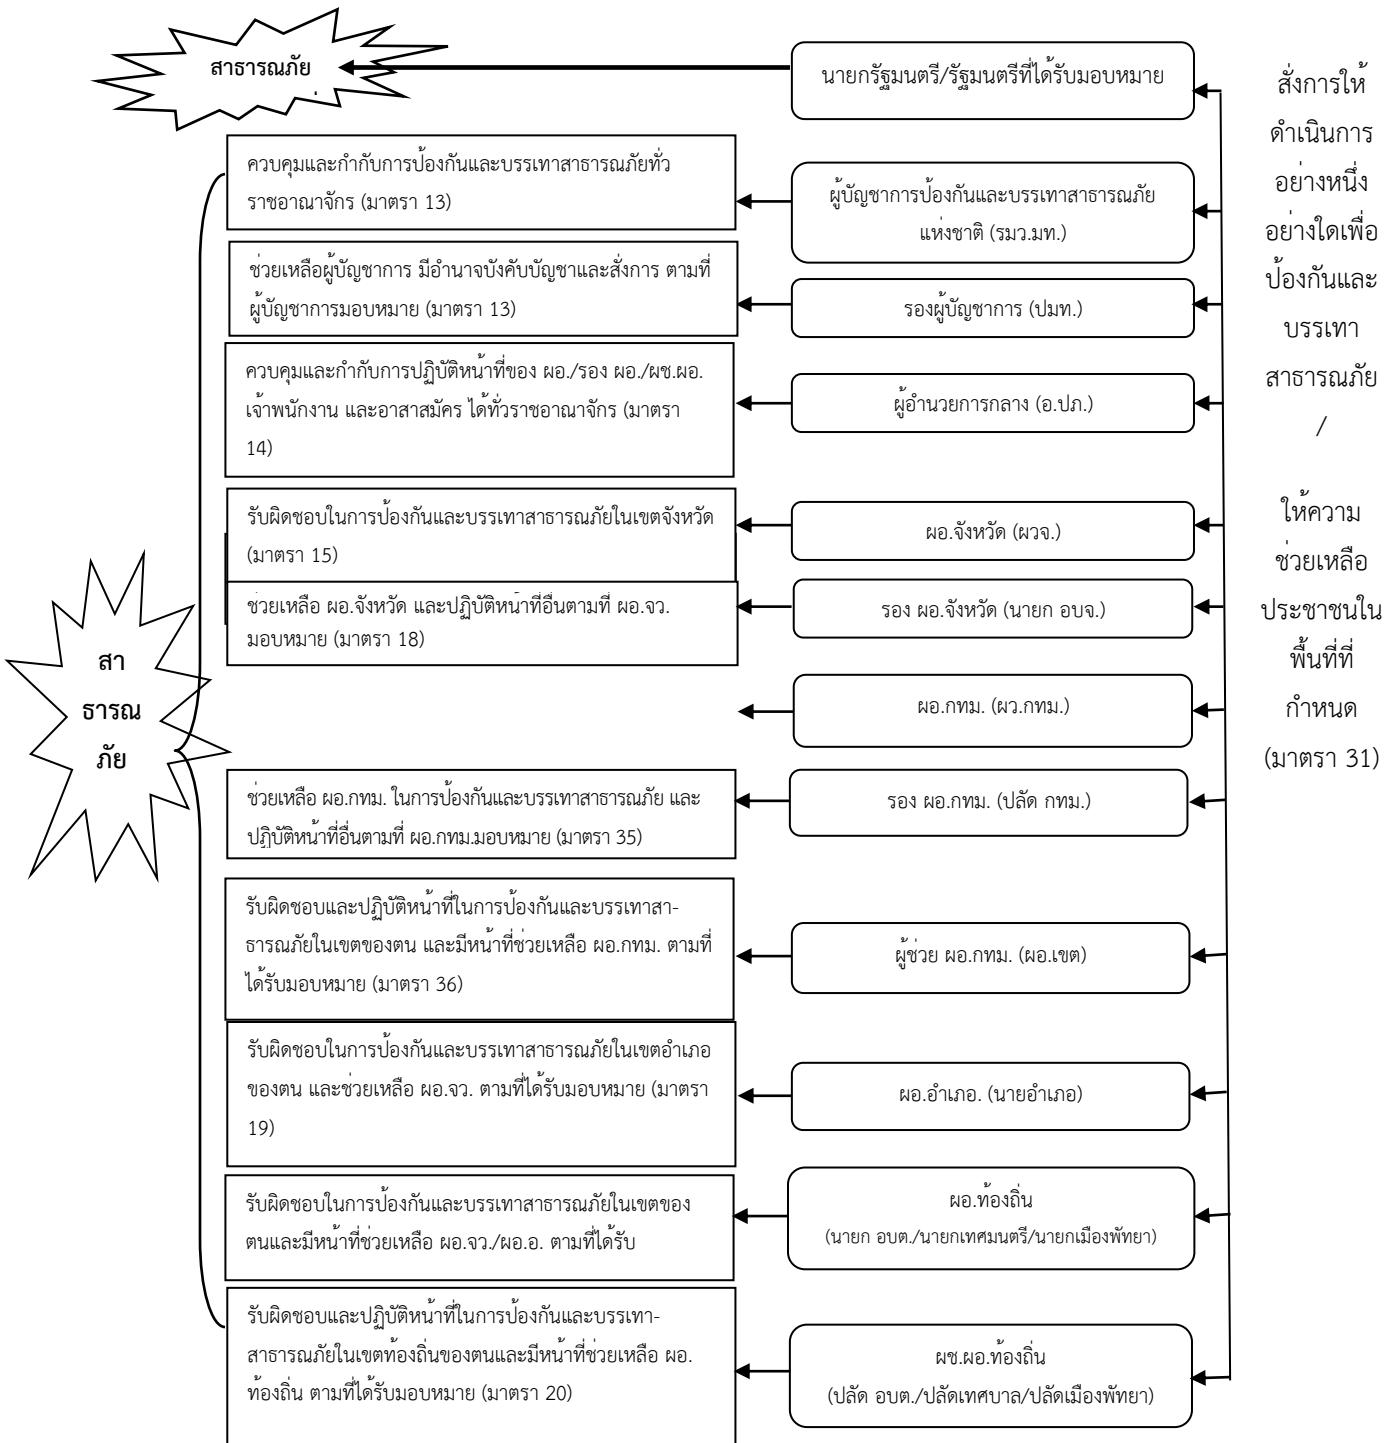 สาธารณภัย
นายกรัฐมนตรี/รัฐมนตรีที่ได้รับมอบหมาย
ควบคุมและกำกับการป้องกันและบรรเทาสาธารณภัยทั่ว
ราชอาณาจักร (มาตรา 13)
ผู้บัญชาการป้องกันและบรรเทาสาธารณภัย
แห่งชาติ (รมว.มท.)
ช่วยเหลือผู้บัญชาการ มีอำนาจบังคับบัญชาและสั่งการ ตามที่
ผู้บัญชาการมอบหมาย (มาตรา 13)
รองผู้บัญชาการ (ปมท.)
ควบคุมและกำกับการปฏิบัติหน้าที่ของ ผอ./รอง ผอ./ผช.ผอ.
เจ้าพนักงาน และอาสาสมัคร ได้ทั่วราชอาณาจักร (มาตรา
14)
ผู้อำนวยการกลาง (อ.ปภ.)
รับผิดชอบในการป้องกันและบรรเทาสาธารณภัยในเขตจังหวัด
(มาตรา 15)
ผอ.จังหวัด (ผวจ.)
ช่วยเหลือ ผอ.จังหวัด และปฏิบัติหน้าที่อื่นตามที่ ผอ.จว.
มอบหมาย (มาตรา 18)
รอง ผอ.จังหวัด (นายก อบจ.)
สา
ธารณ
ภัย
ผอ.กทม. (ผว.กทม.)
ช่วยเหลือ ผอ.กทม. ในการป้องกันและบรรเทาสาธารณภัย และ
ปฏิบัติหน้าที่อื่นตามที่ ผอ.กทม.มอบหมาย (มาตรา 35)
รอง ผอ.กทม. (ปลัด กทม.)
รับผิดชอบและปฏิบัติหน้าที่ในการป้องกันและบรรเทาสา-
ธารณภัยในเขตของตน และมีหน้าที่ช่วยเหลือ ผอ.กทม. ตามที่
ได้รับมอบหมาย (มาตรา 36)
ผู้ช่วย ผอ.กทม. (ผอ.เขต)
รับผิดชอบในการป้องกันและบรรเทาสาธารณภัยในเขตอำเภอ
ของตน และช่วยเหลือ ผอ.จว. ตามที่ได้รับมอบหมาย (มาตรา
19)
ผอ.อำเภอ. (นายอำเภอ)
รับผิดชอบในการป้องกันและบรรเทาสาธารณภัยในเขตของ
ตนและมีหน้าที่ช่วยเหลือ ผอ.จว./ผอ.อ. ตามที่ได้รับ
ผอ.ท้องถิ่น
(นายก อบต./นายกเทศมนตรี/นายกเมืองพัทยา)
รับผิดชอบและปฏิบัติหน้าที่ในการป้องกันและบรรเทา-
สาธารณภัยในเขตท้องถิ่นของตนและมีหน้าที่ช่วยเหลือ ผอ.
ท้องถิ่น ตามที่ได้รับมอบหมาย (มาตรา 20)
ผช.ผอ.ท้องถิ่น
(ปลัด อบต./ปลัดเทศบาล/ปลัดเมืองพัทยา)
สั่งการให้
ดำเนินการ
อย่างหนึ่ง
อย่างใดเพื่อ
ป้องกันและ
บรรเทา
สาธารณภัย
/
ให้ความ
ช่วยเหลือ
ประชาชนใน
พื้นที่ที่
กำหนด
(มาตรา 31)